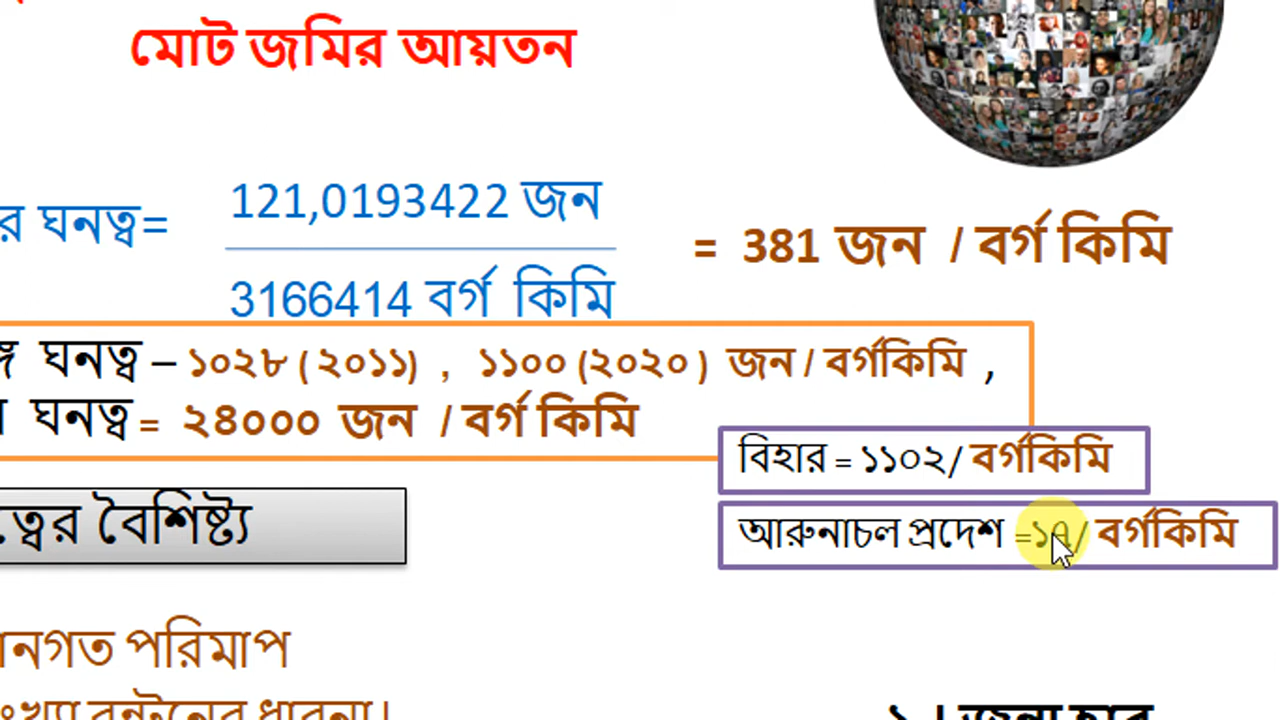 মোট জমির আয়তন
র ঘনত্ব= 121,0193422 জন
3166414 বর্গ কিমি
= 381 জন / বর্গ কিমি
ঙ্গ ঘনত্ব – ১০২৮ ( ২০১১) , ১১০০ (২০২০ ) জন / বর্গকিমি ,
র ঘনত্ব = ২৪০০০ জন / বর্গ কিমি
বিহার = ১১০২/ বর্গকিমি
আরুনাচল প্রদেশ =১৭/ বর্গকিমি
ত্বের বৈশিষ্ট্য
ানগত পরিমাপ